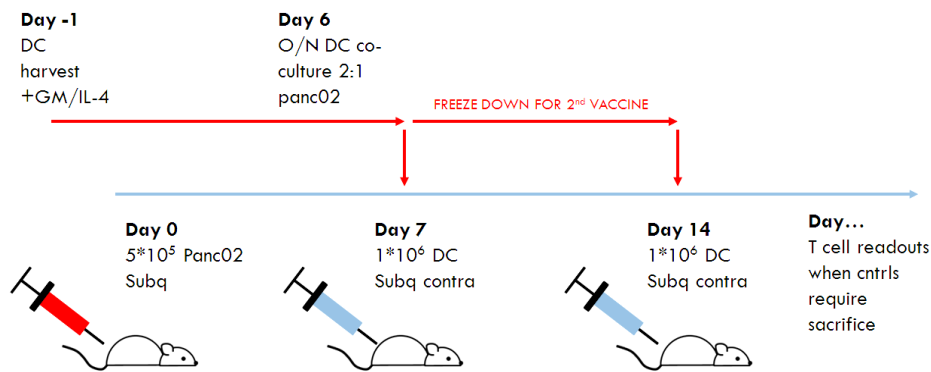 Day -1
DC
harvest
+GM/IL-4
Day 6
O/N DC co-
culture 2:1
panc02
FREEZE DOWN FOR 2nd VACCINE
Day 0
5*10⁵ Panc02
Subq
Day 7
1*10⁶ DC
Subq contra
Day 14
1*10⁶ DC
Subq contra
Day...
T cell readouts
when cntrls
require
sacrifice